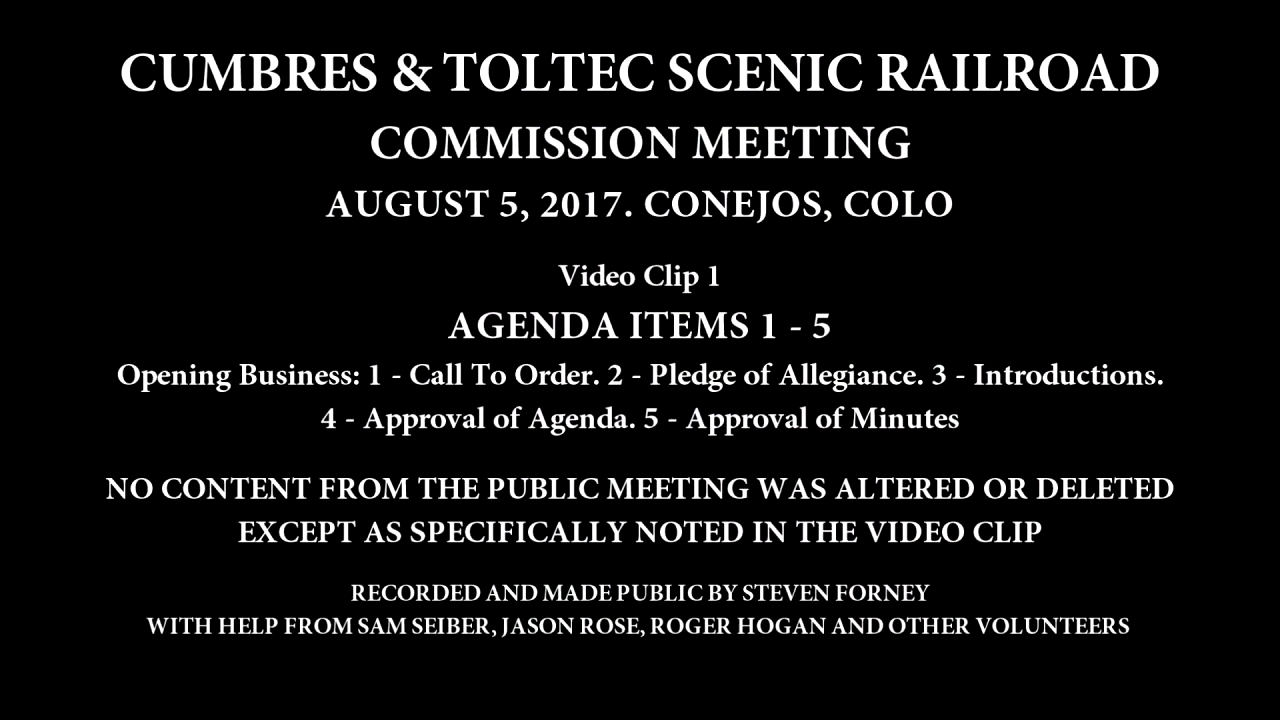 CUMBRES & TOLTEC SCENIC RAILROAD
COMMISSION MEETING
AUGUST 5, 2017. CONEJOS, COLO
Video Clip 1
AGENDA ITEMS 1 - 5
Opening Business: 1 - Call To Order. 2 - Pledge of Allegiance. 3 - Introductions.
4 - Approval of Agenda. 5 - Approval of Minutes
NO CONTENT FROM THE PUBLIC MEETING WAS ALTERED OR DELETED
EXCEPT AS SPECIFICALLY NOTED IN THE VIDEO CLIP
RECORDED AND MADE PUBLIC BY STEVEN FORNEY
WITH HELP FROM SAM SEIBER, JASON ROSE, ROGER HOGAN AND OTHER VOLUNTEERS